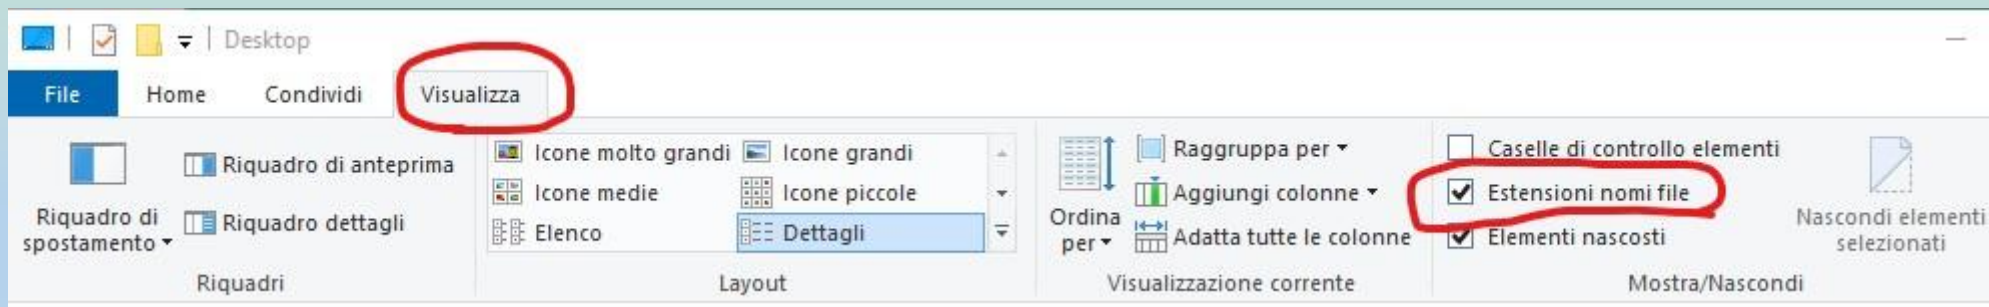 Desktop
File Home Condividi Visualizza
Riquadro di spostamento
Riquadro di anteprima
Riquadro dettagli
Riquadri
Icone molto grandi Icone grandi
Icone medie Icone piccole
Elenco Dettagli
Layout
Ordina per
Raggruppa per
Aggiungi colonne
Adatta tutte le colonne
Visualizzazione corrente
Caselle di controllo elementi
Estensioni nomi file
Elementi nascosti
Nascondi elementi selezionati
Mostra/Nascondi